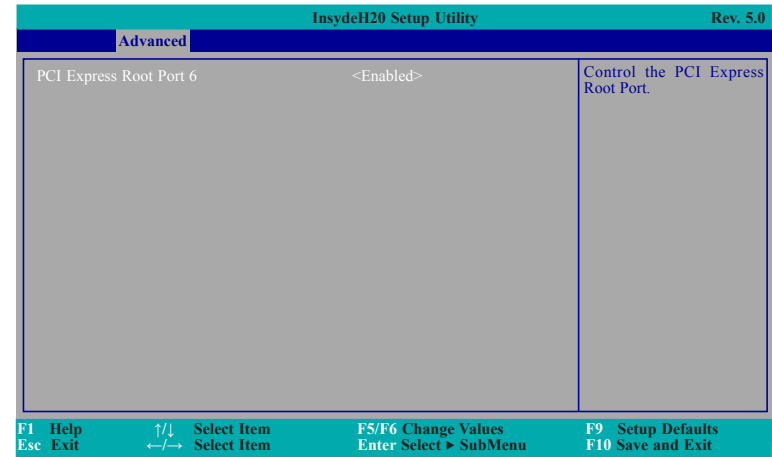 InsydeH20 Setup Utility Rev. 5.0
Advanced
PCI Express Root Port 6 <Enabled>
Control the PCI Express
Root Port.
F1 Help ↑/↓ Select Item F5/F6 Change Values F9 Setup Defaults
Esc Exit ←/→ Select Item Enter Select ► SubMenu F10 Save and Exit